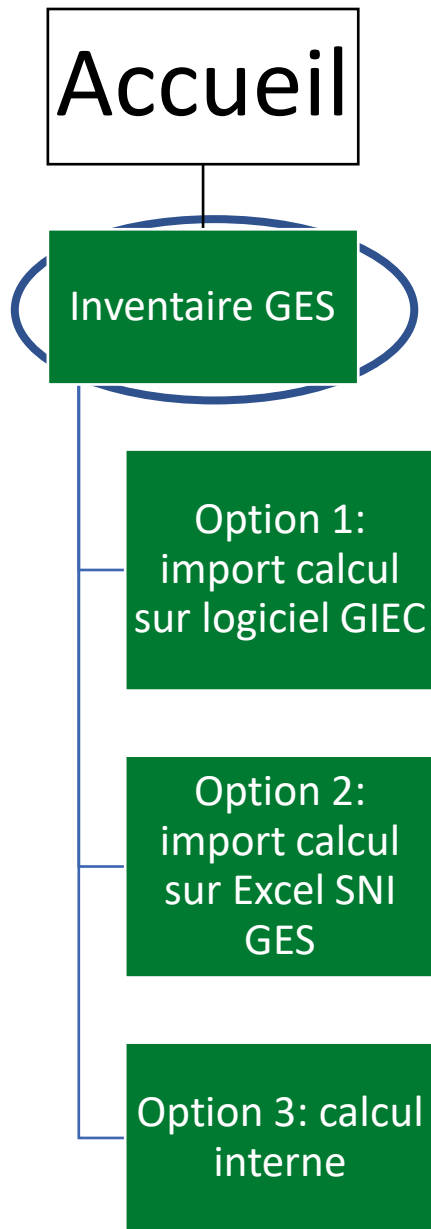 Accueil
Inventaire GES
Option 1:
import calcul
sur logiciel GIEC
Option 2:
import calcul
sur Excel SNI
GES
Option 3: calcul
interne